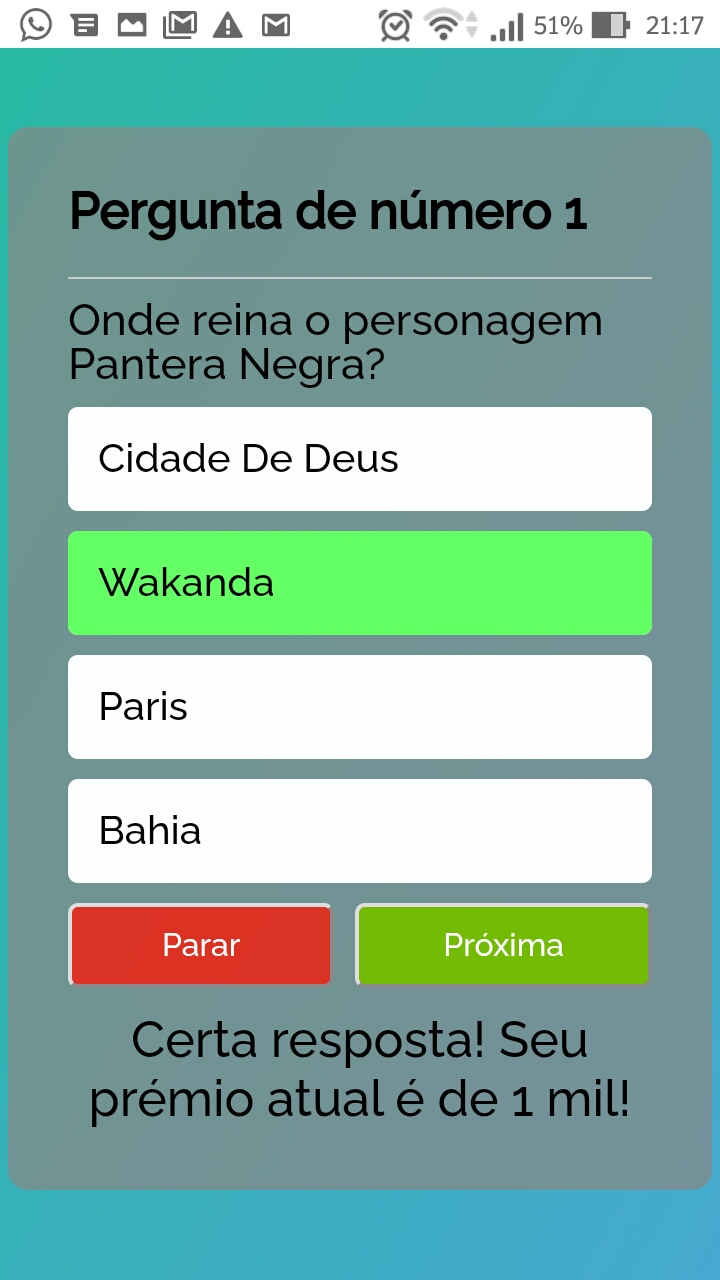 51% 21:17
Pergunta de número 1
Onde reina o personagem
Pantera Negra?
Cidade De Deus
Wakanda
Paris
Bahia
Parar Próxima
Certa resposta! Seu
prémio atual é de 1 mil!